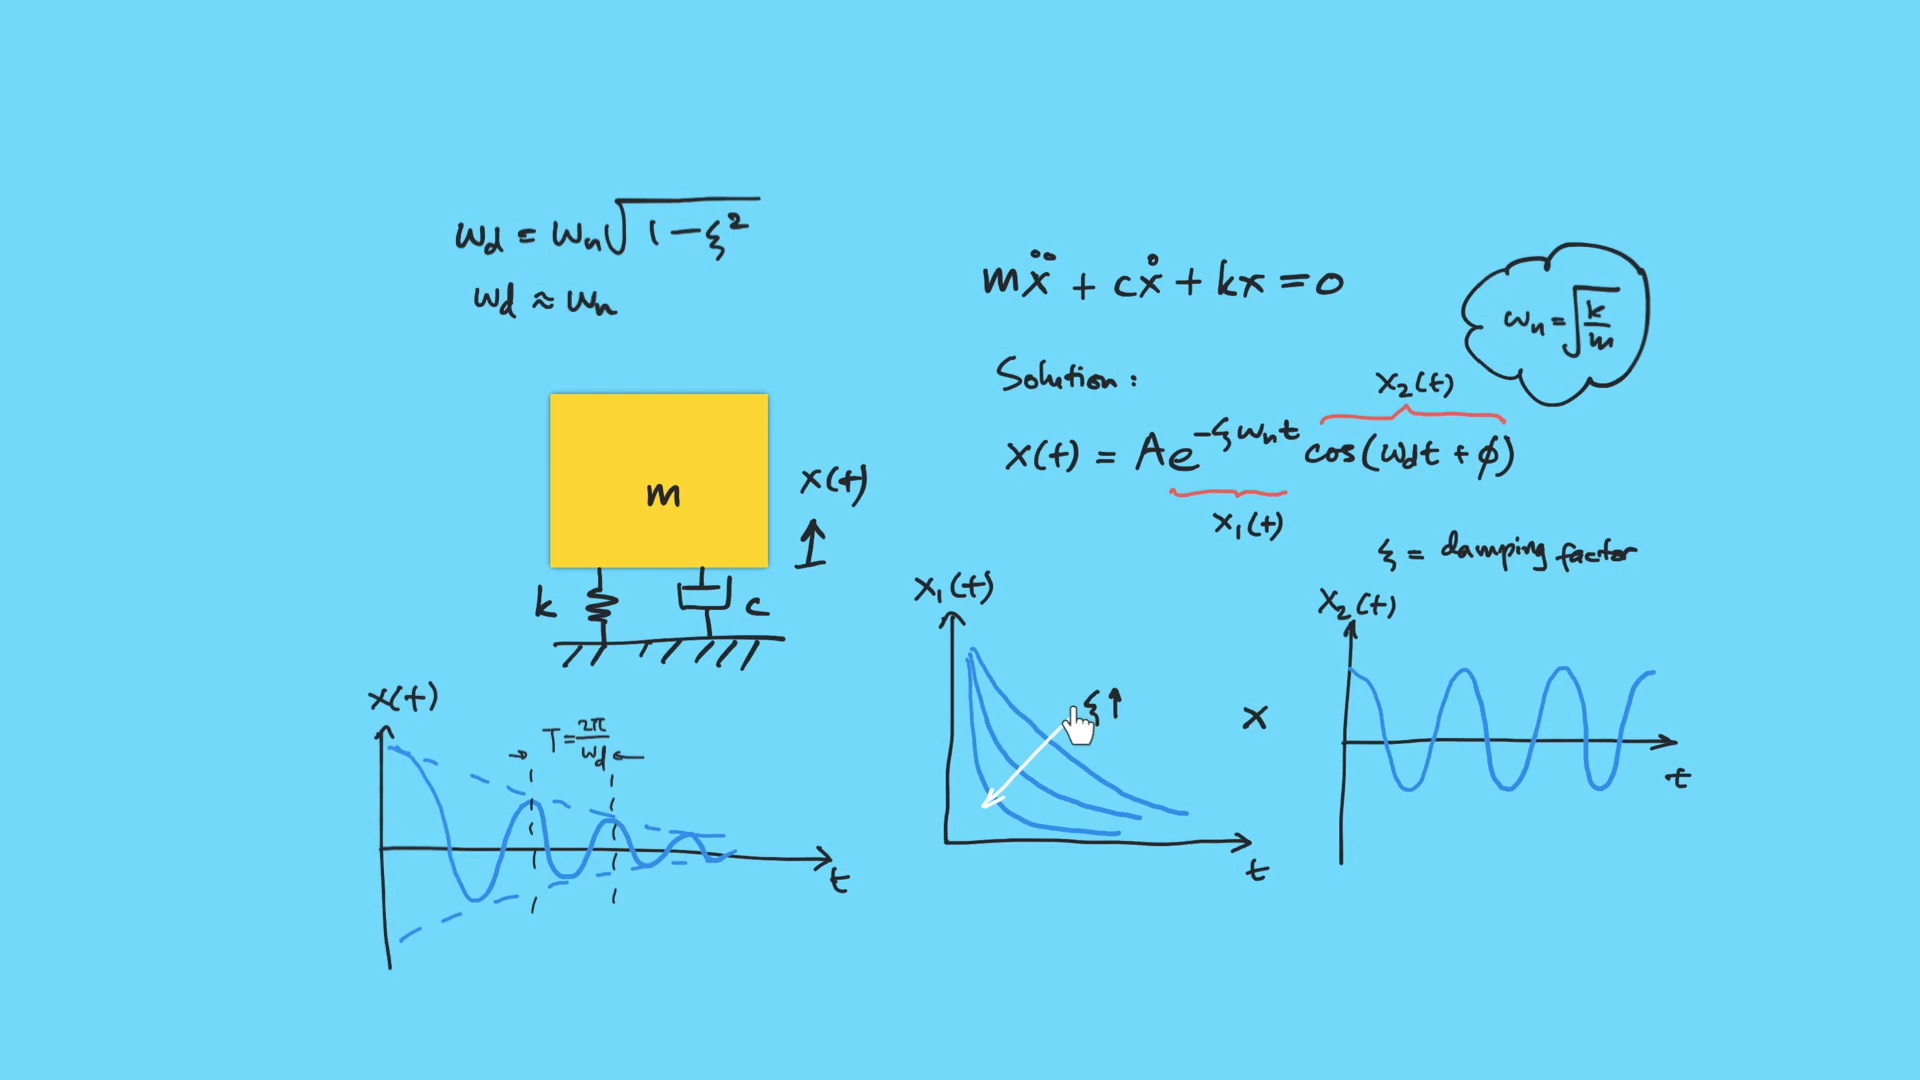 ωd = ωn√(1-ξ²)
ωd ≈ ωn
mẍ + cẋ + kx = 0
ωn = √(k/m)
Solution:
x₂(t)
x(t) = Ae^(-ξωnt) cos(ωdt + φ)
x₁(t)
ξ = damping factor
m
x(t)
k
c
x(t)
T = 2π/ωd
t
x₁(t)
ξ↑
t
x
x₂(t)
t